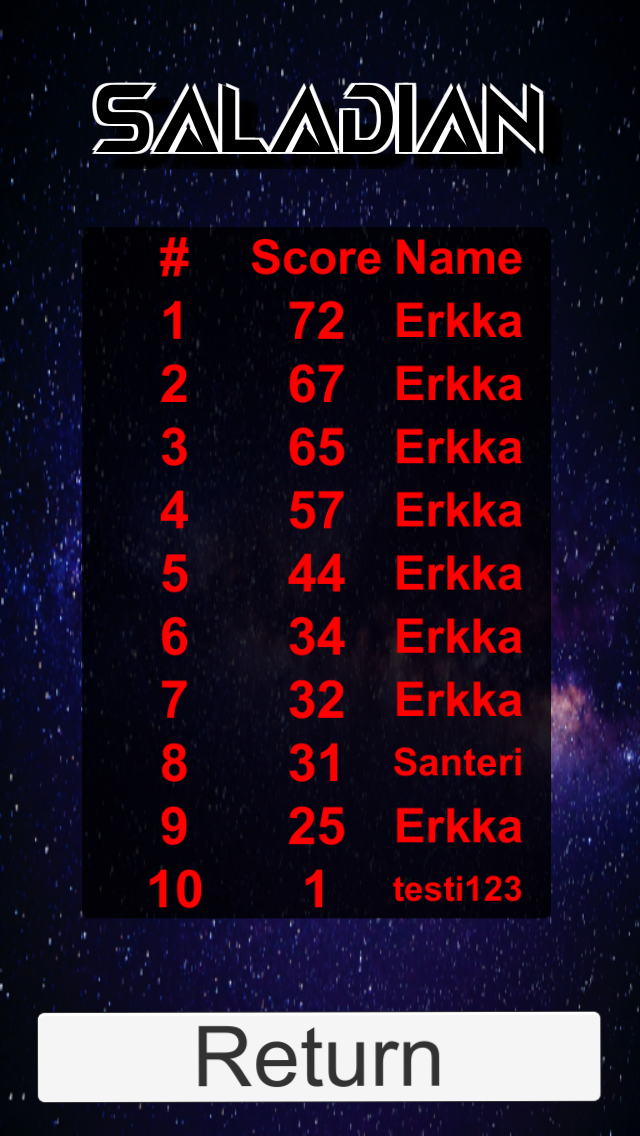 SALADIAN
# Score Name
1 72 Erkka
2 67 Erkka
3 65 Erkka
4 57 Erkka
5 44 Erkka
6 34 Erkka
7 32 Erkka
8 31 Santeri
9 25 Erkka
10 1 testi123
Return